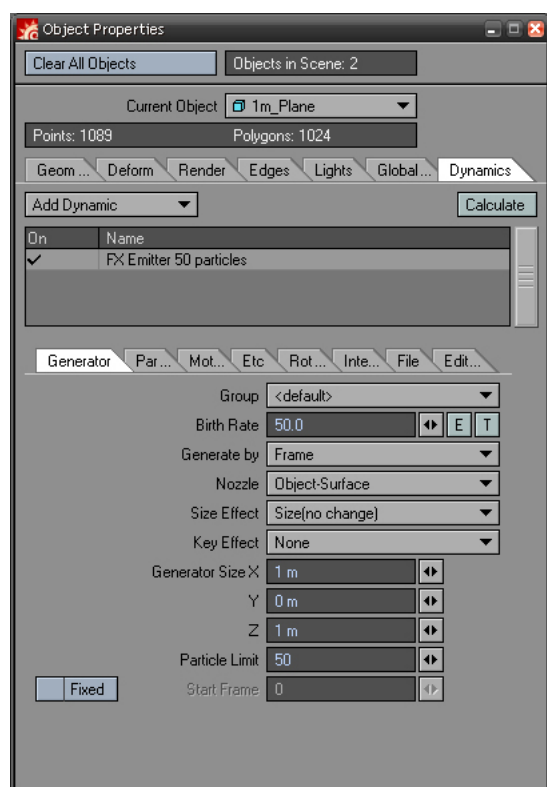 Object Properties
Clear All Objects Objects in Scene: 2
Current Object 1m_Plane
Points: 1089 Polygons: 1024
Geom ... Deform Render Edges Lights Global... Dynamics
Add Dynamic Calculate
On Name
FX Emitter 50 particles
Generator Par ... Mot... Etc Rot... Inte... File Edit...
Group <default>
Birth Rate 50.0 E T
Generate by Frame
Nozzle Object-Surface
Size Effect Size(no change)
Key Effect None
Generator Size X 1 m
Y 0 m
Z 1 m
Particle Limit 50
Fixed Start Frame 0